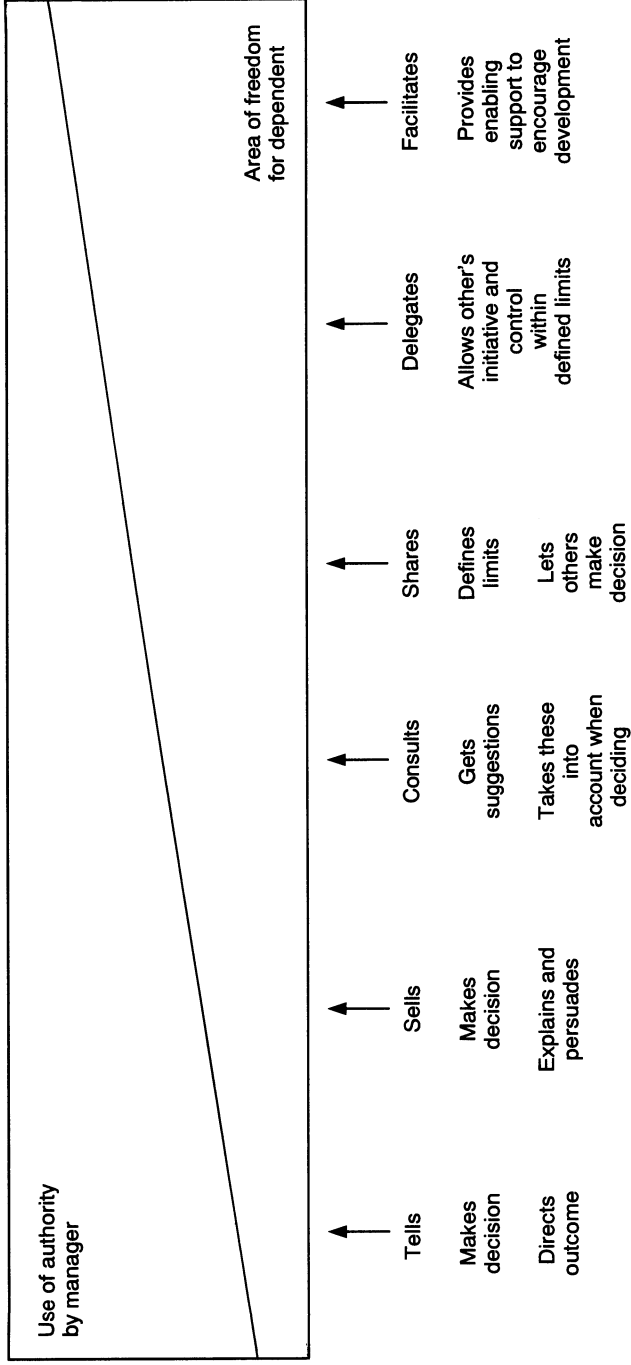 Use of authority
by manager
Area of freedom
for dependent
Tells
Makes
decision
Directs
outcome
Sells
Makes
decision
Explains and
persuades
Consults
Gets
suggestions
Takes these
into
account when
deciding
Shares
Defines
limits
Lets
others
make
decision
Delegates
Allows other's
initiative and
control
within
defined limits
Facilitates
Provides
enabling
support to
encourage
development